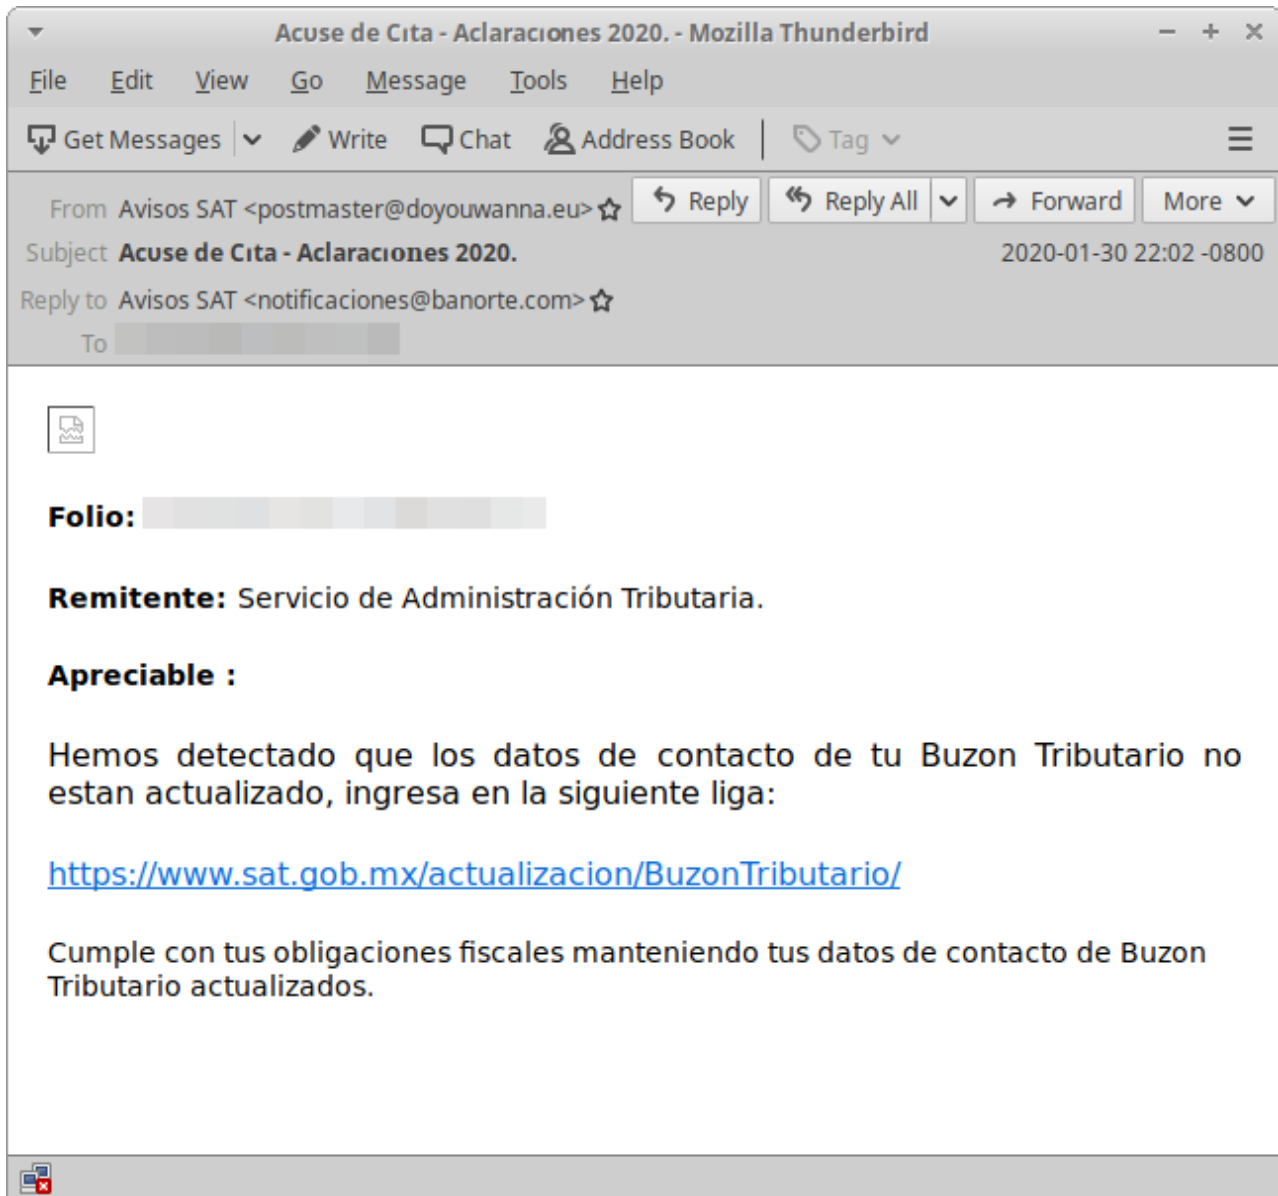 Acuse de Cıta - Aclaracıones 2020. - Mozilla Thunderbird
File Edit View Go Message Tools Help
Get Messages Write Chat Address Book Tag
From Avisos SAT <postmaster@doyouwanna.eu> Reply Reply All Forward More
Subject Acuse de Cıta - Aclaracıones 2020. 2020-01-30 22:02 -0800
Reply to Avisos SAT <notificaciones@banorte.com>
To
Folio:
Remitente: Servicio de Administración Tributaria.
Apreciable :
Hemos detectado que los datos de contacto de tu Buzon Tributario no
estan actualizado, ingresa en la siguiente liga:
https://www.sat.gob.mx/actualizacion/BuzonTributario/
Cumple con tus obligaciones fiscales manteniendo tus datos de contacto de Buzon
Tributario actualizados.